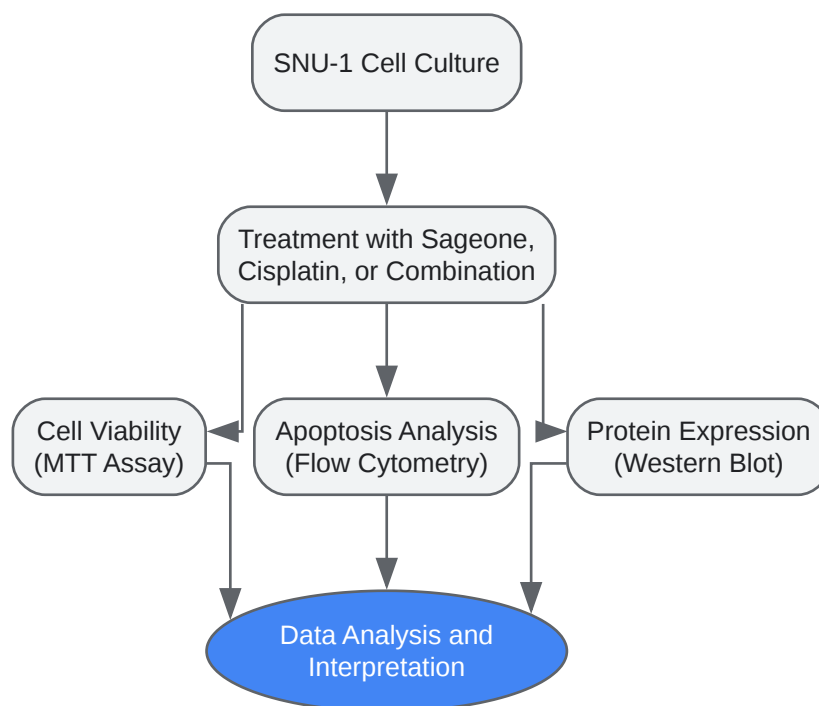 SNU-1 Cell Culture
Treatment with Sageone,
Cisplatin, or Combination
Cell Viability
(MTT Assay)
Apoptosis Analysis
(Flow Cytometry)
Protein Expression
(Western Blot)
Data Analysis and
Interpretation